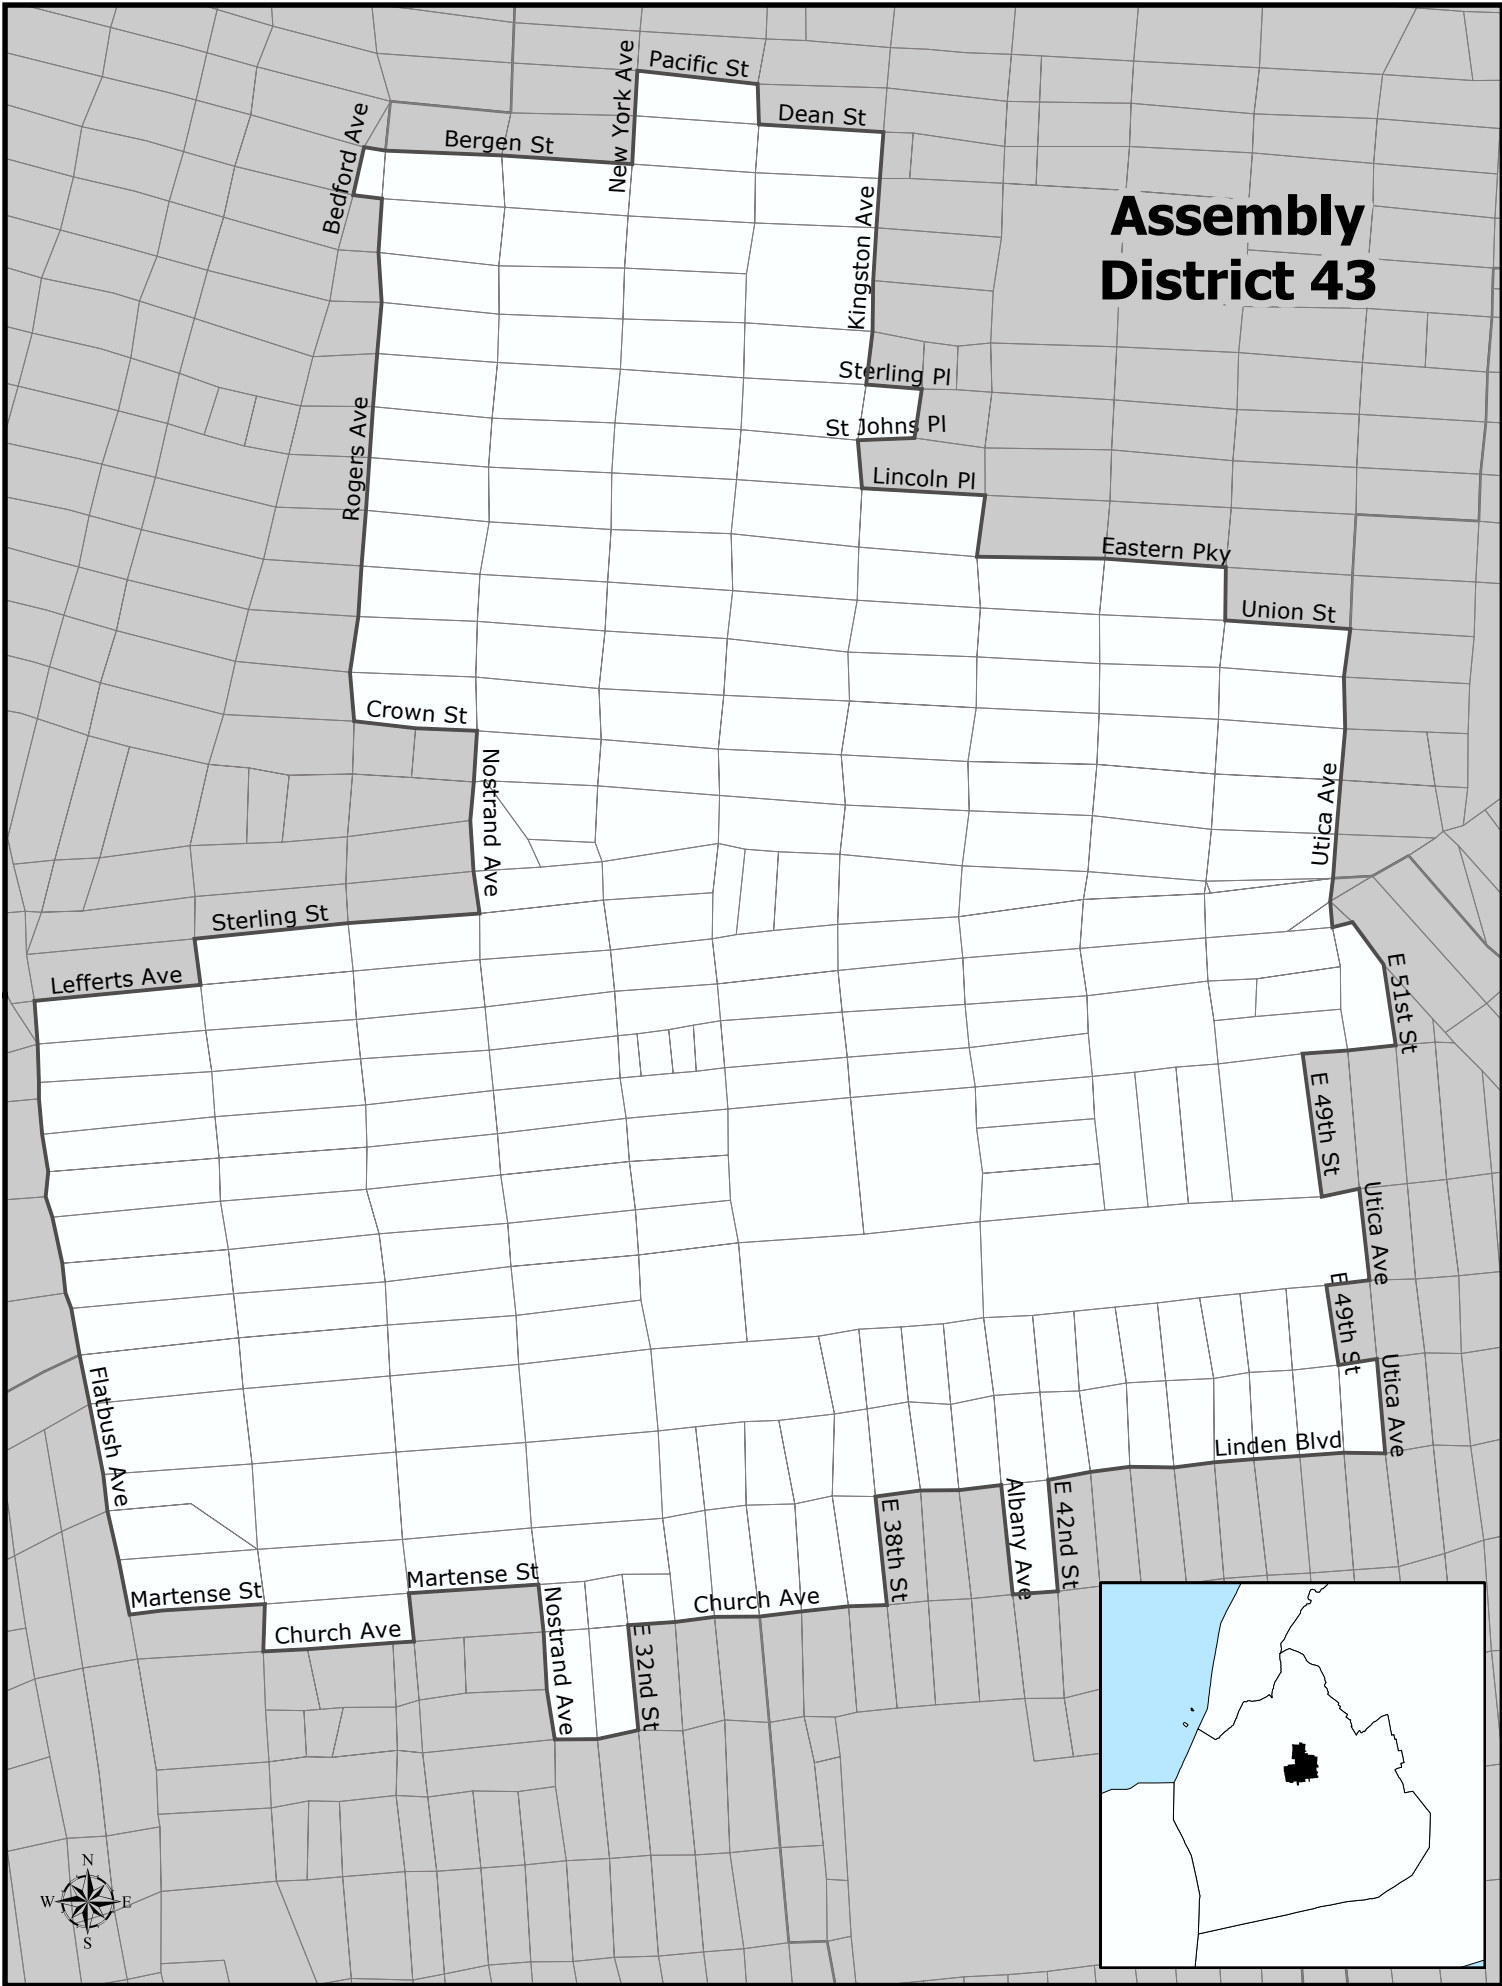 Pacific St
New York Ave
Dean St
Bergen St
Bedford Ave
Assembly
District 43
Kingston Ave
Sterling Pl
St Johns Pl
Rogers Ave
Lincoln Pl
Eastern Pky
Union St
Crown St
Nostrand Ave
Utica Ave
Sterling St
Lefferts Ave
E 51st St
E 49th St
Utica Ave
E 49th St
Utica Ave
Flatbush Ave
Linden Blvd
Albany Ave
E 42nd St
E 38th St
Martense St
Martense St
Church Ave
Church Ave
Nostrand Ave
E 32nd St
N
W
E
S